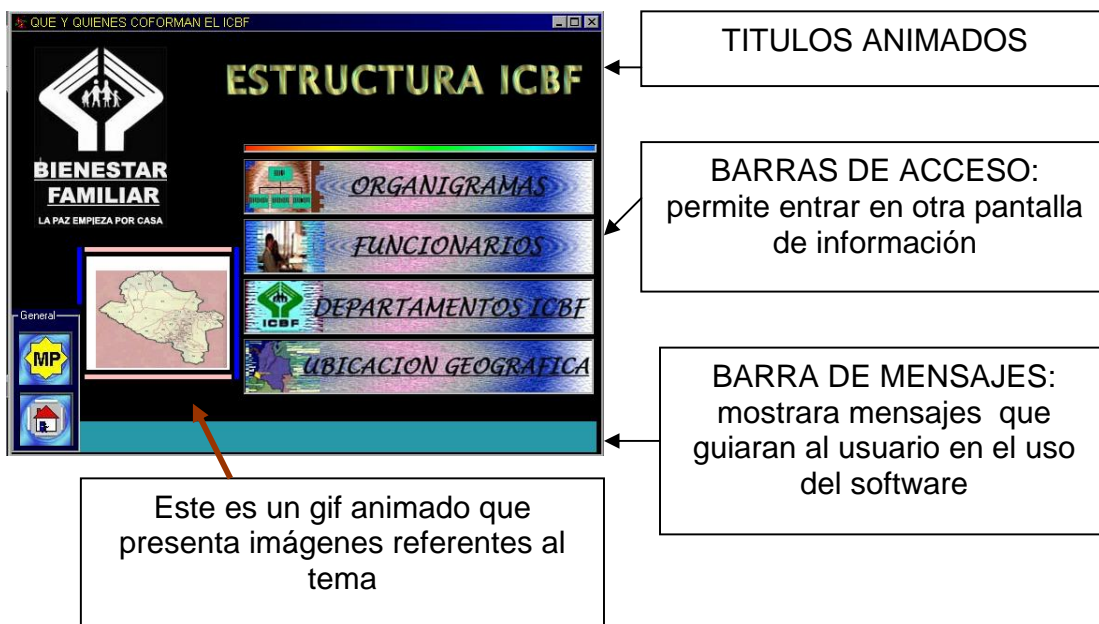 QUE Y QUIENES COFORMAN EL ICBF
ESTRUCTURA ICBF
BIENESTAR
FAMILIAR
LA PAZ EMPIEZA POR CASA
ORGANIGRAMAS
FUNCIONARIOS
ICBF
DEPARTAMENTOS ICBF
UBICACION GEOGRAFICA
General
MP
TITULOS ANIMADOS
BARRAS DE ACCESO:
permite entrar en otra pantalla
de información
BARRA DE MENSAJES:
mostrara mensajes que
guiaran al usuario en el uso
del software
Este es un gif animado que
presenta imágenes referentes al
tema